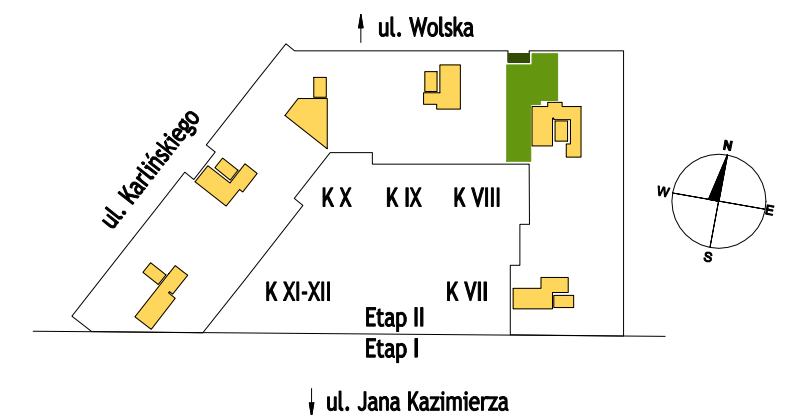 ul. Wolska
ul. Karlińskiego
N
W
E
S
K X K IX K VIII
K XI-XII K VII
Etap II
Etap I
ul. Jana Kazimierza